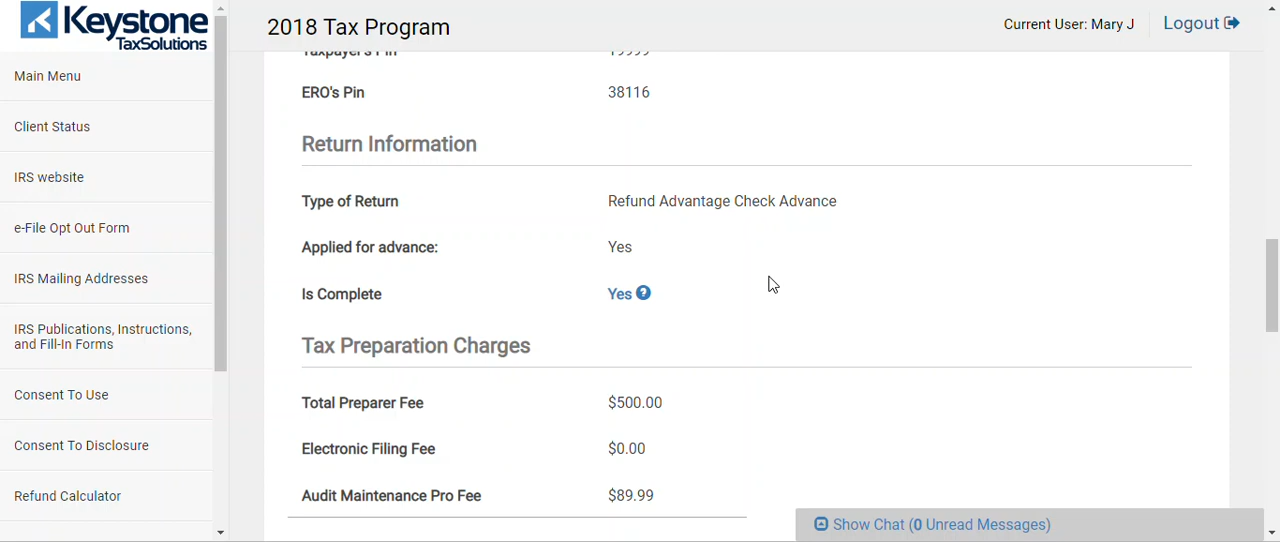 Keystone
TaxSolutions
2018 Tax Program
Current User: Mary J
Logout
Main Menu
Client Status
IRS website
e-File Opt Out Form
IRS Mailing Addresses
IRS Publications, Instructions,
and Fill-In Forms
Consent To Use
Consent To Disclosure
Refund Calculator
Taxpayer's Pin
ERO's Pin 38116
Return Information
Type of Return Refund Advantage Check Advance
Applied for advance: Yes
Is Complete Yes ?
Tax Preparation Charges
Total Preparer Fee $500.00
Electronic Filing Fee $0.00
Audit Maintenance Pro Fee $89.99
Show Chat (0 Unread Messages)